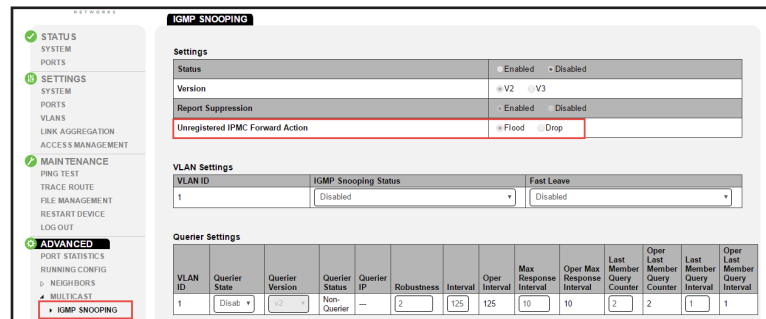 NETWORKS
IGMP SNOOPING
STATUS
SYSTEM
PORTS
SETTINGS
SYSTEM
PORTS
VLANS
LINK AGGREGATION
ACCESS MANAGEMENT
MAINTENANCE
PING TEST
TRACE ROUTE
FILE MANAGEMENT
RESTART DEVICE
LOG OUT
ADVANCED
PORT STATISTICS
RUNNING CONFIG
NEIGHBORS
MULTICAST
IGMP SNOOPING
Settings
Status Enabled Disabled
Version V2 V3
Report Suppression Enabled Disabled
Unregistered IPMC Forward Action Flood Drop
VLAN Settings
VLAN ID IGMP Snooping Status Fast Leave
1 Disabled Disabled
Querier Settings
VLAN ID Querier State Querier Version Querier Status Querier IP Robustness Interval Oper Interval Max Response Interval Oper Max Response Interval Last Member Query Counter Oper Last Member Query Counter Last Member Query Interval Oper Last Member Query Interval
1 Disab v2 Non-Querier --- 2 125 125 10 10 2 2 1 1